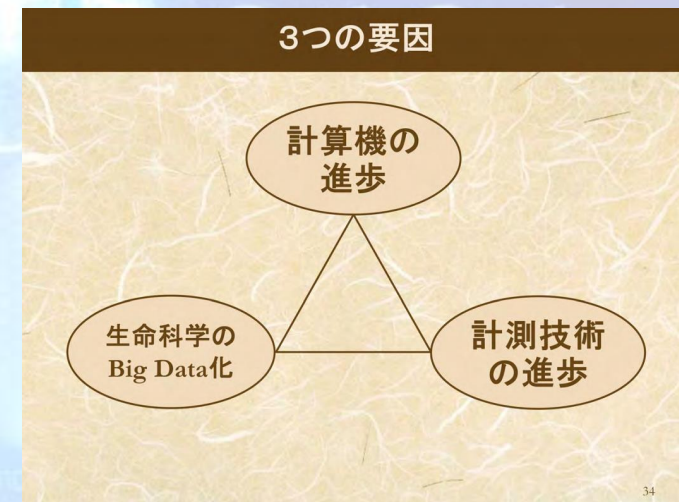 3つの要因
計算機の
進歩
生命科学の
Big Data化
計測技術
の進歩
34